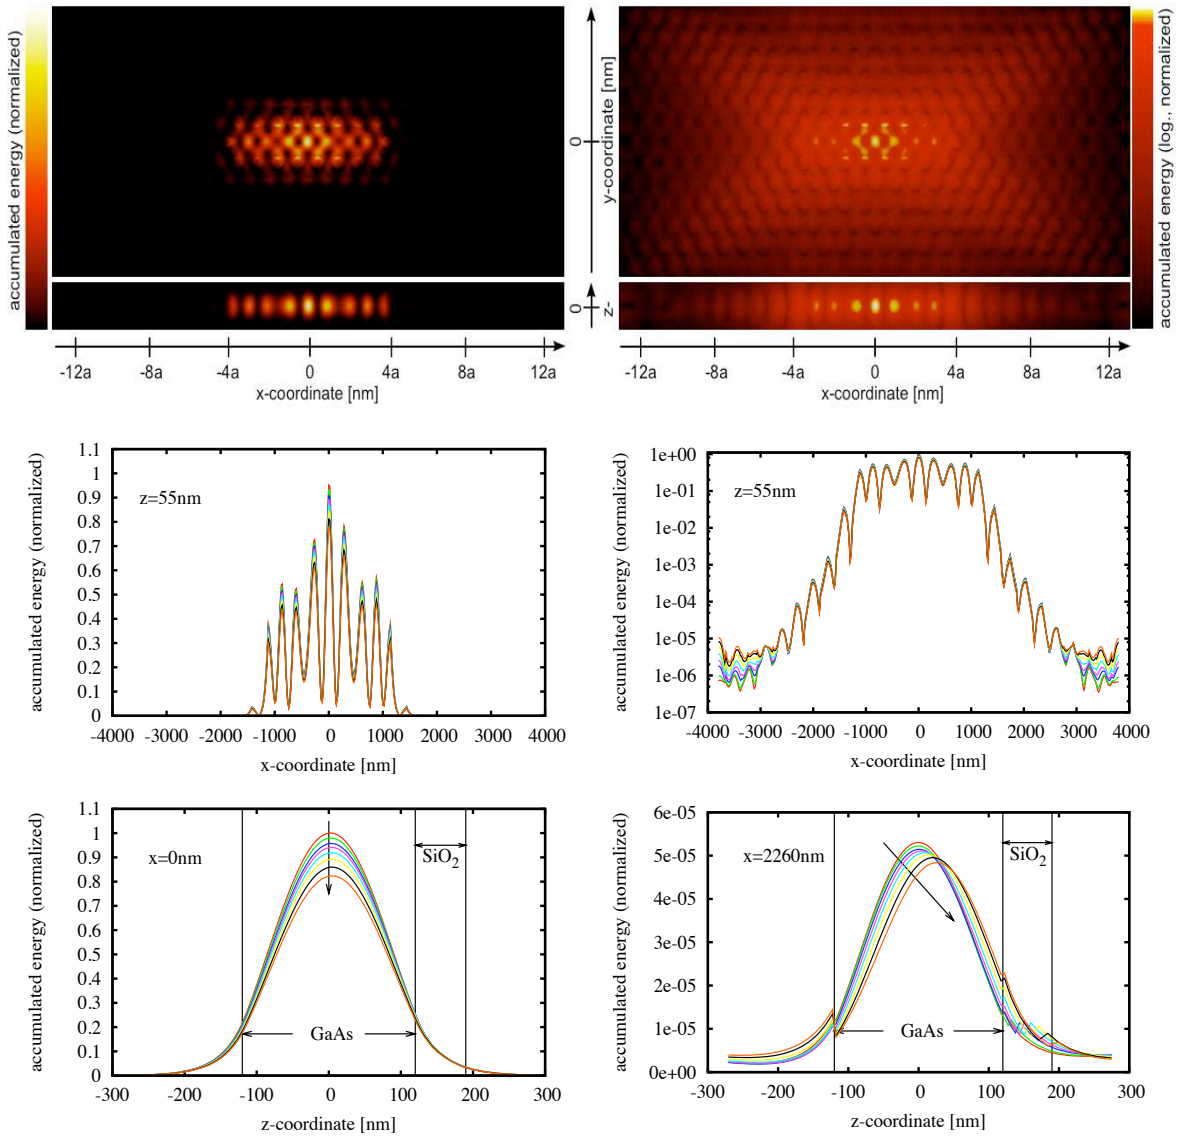 accumulated energy (normalized)
y-coordinate [nm]
0
z-
0
accumulated energy (log., normalized)
-12a -8a -4a 0 4a 8a 12a
x-coordinate [nm]
-12a -8a -4a 0 4a 8a 12a
x-coordinate [nm]
accumulated energy (normalized)
1.1
1
0.9
0.8
0.7
0.6
0.5
0.4
0.3
0.2
0.1
0
z=55nm
-4000 -3000 -2000 -1000 0 1000 2000 3000 4000
x-coordinate [nm]
accumulated energy (normalized)
1e+00
1e-01
1e-02
1e-03
1e-04
1e-05
1e-06
1e-07
z=55nm
-4000 -3000 -2000 -1000 0 1000 2000 3000 4000
x-coordinate [nm]
accumulated energy (normalized)
1.1
1
0.9
0.8
0.7
0.6
0.5
0.4
0.3
0.2
0.1
0
x=0nm
SiO2
GaAs
-300 -200 -100 0 100 200 300
z-coordinate [nm]
accumulated energy (normalized)
6e-05
5e-05
4e-05
3e-05
2e-05
1e-05
0e+00
x=2260nm
SiO2
GaAs
-300 -200 -100 0 100 200 300
z-coordinate [nm]